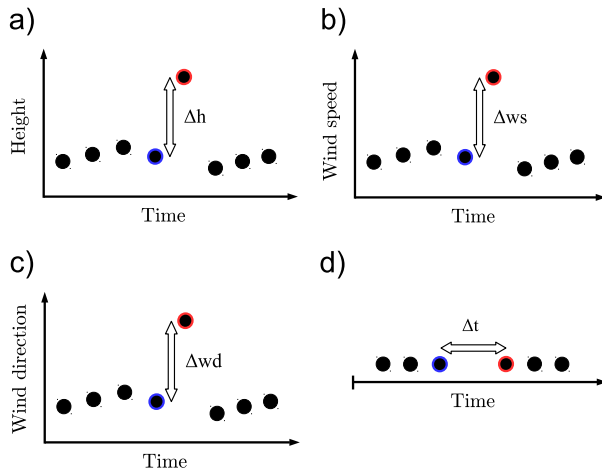 a)
Height
Δh
Time
b)
Wind speed
Δws
Time
c)
Wind direction
Δwd
Time
d)
Δt
Time